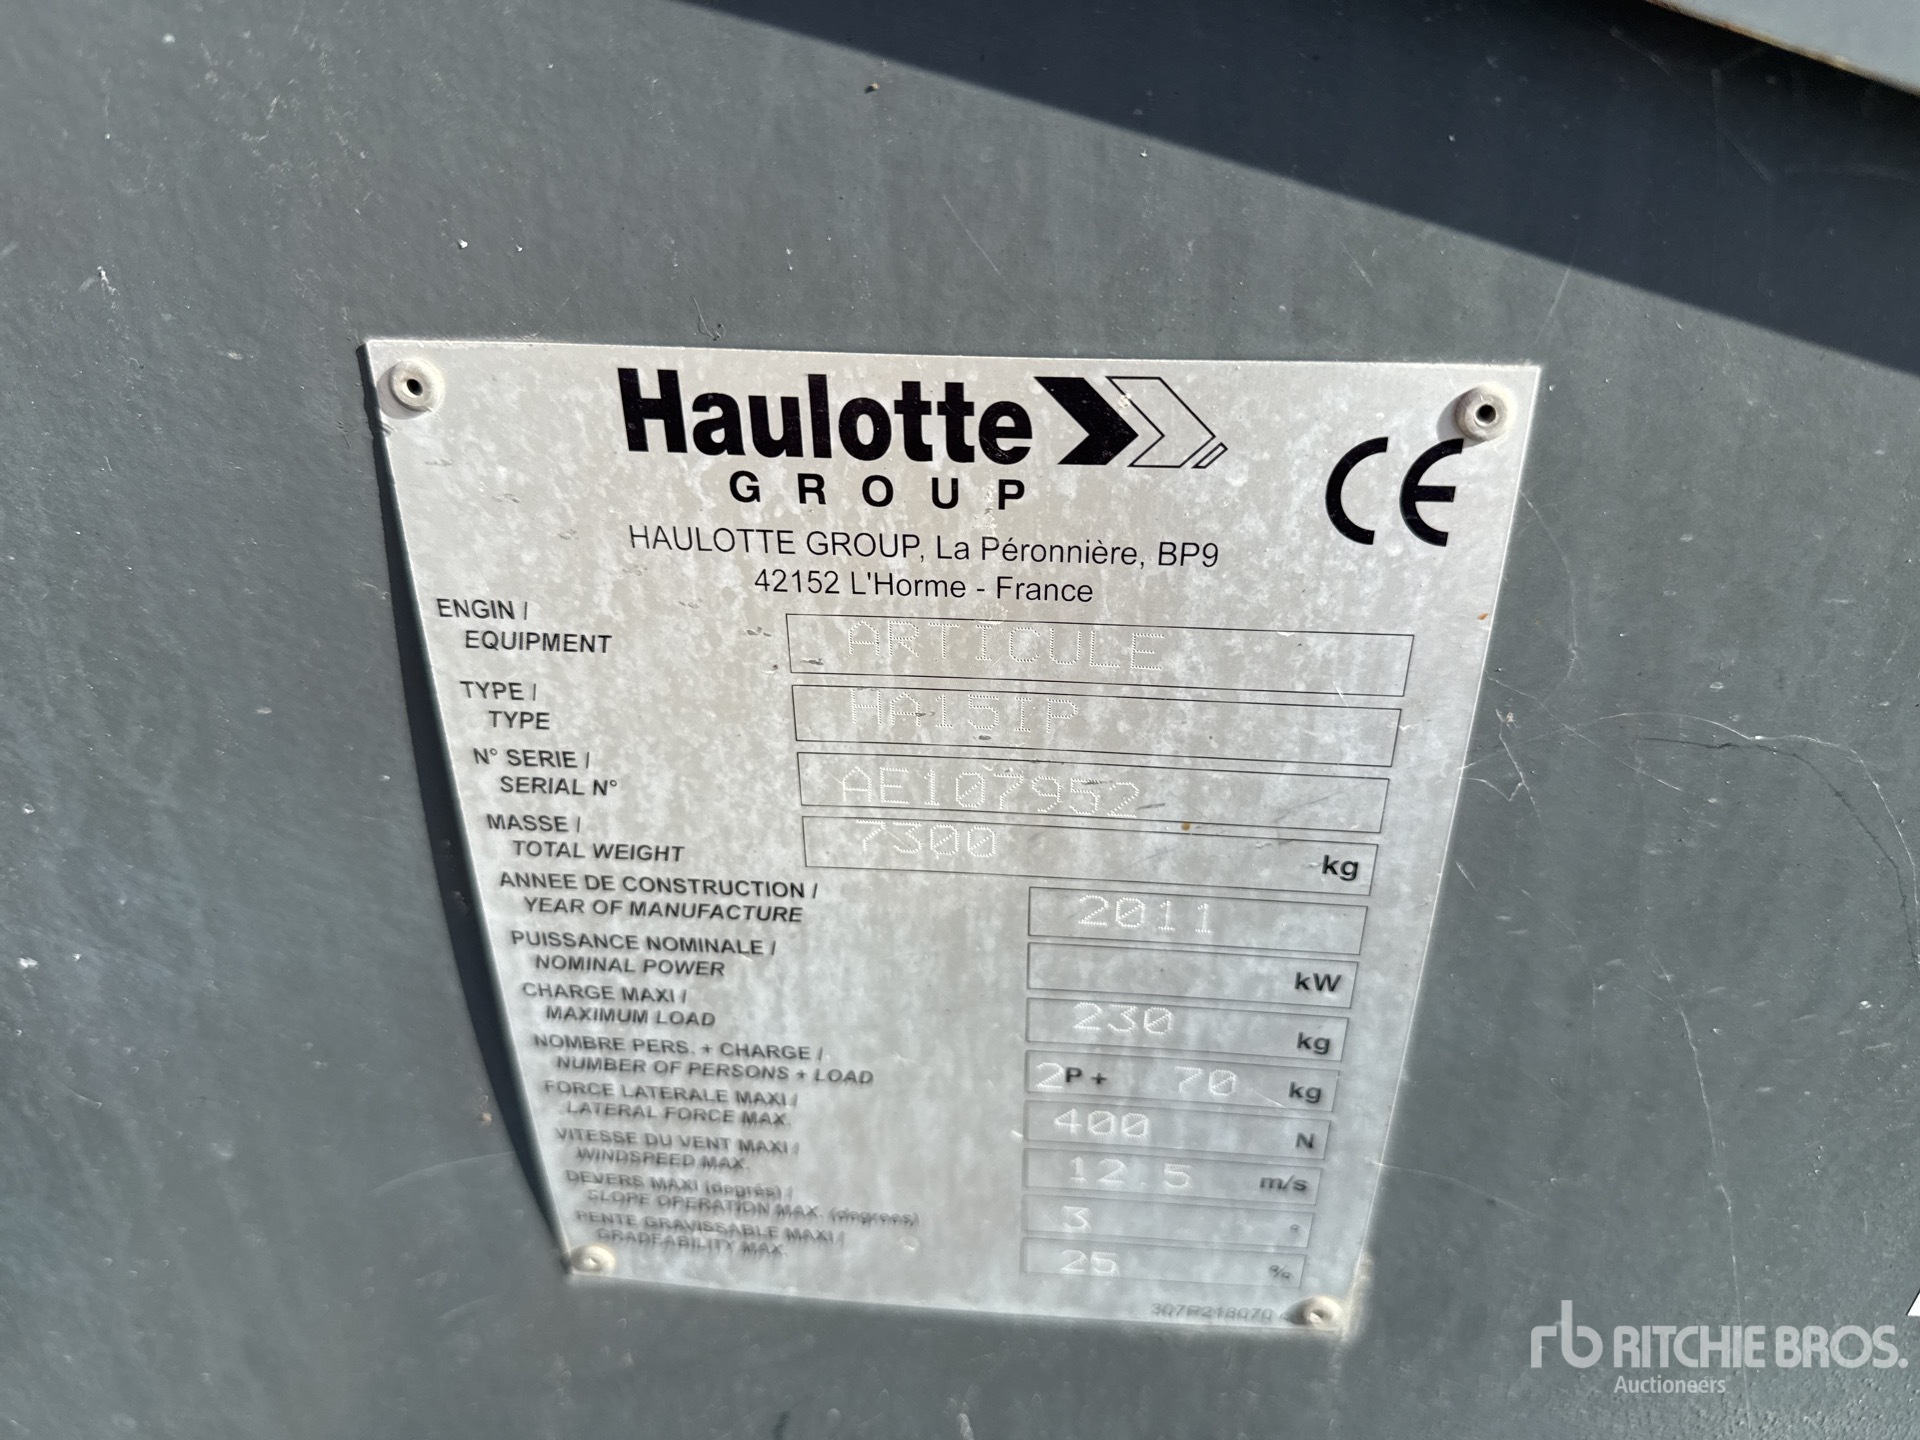 Haulotte
GROUP
CE
HAULOTTE GROUP, La Péronnière, BP9
42152 L'Horme - France
ENGIN /
EQUIPMENT
ARTICULE
TYPE /
TYPE
HA15IP
N° SERIE /
SERIAL N°
AE107952
MASSE /
TOTAL WEIGHT
7300 kg
ANNEE DE CONSTRUCTION /
YEAR OF MANUFACTURE
2011
PUISSANCE NOMINALE /
NOMINAL POWER
kW
CHARGE MAXI /
MAXIMUM LOAD
230 kg
NOMBRE PERS. + CHARGE /
NUMBER OF PERSONS + LOAD
2P+ 70 kg
FORCE LATERALE MAXI /
LATERAL FORCE MAX.
400 N
VITESSE DU VENT MAXI /
WINDSPEED MAX.
12.5 m/s
DEVERS MAXI (degrés) /
SLOPE OPERATION MAX. (degrees)
3 °
PENTE GRAVISSABLE MAXI /
GRADEABILITY MAX.
25 %
rb RITCHIE BROS.
Auctioneers